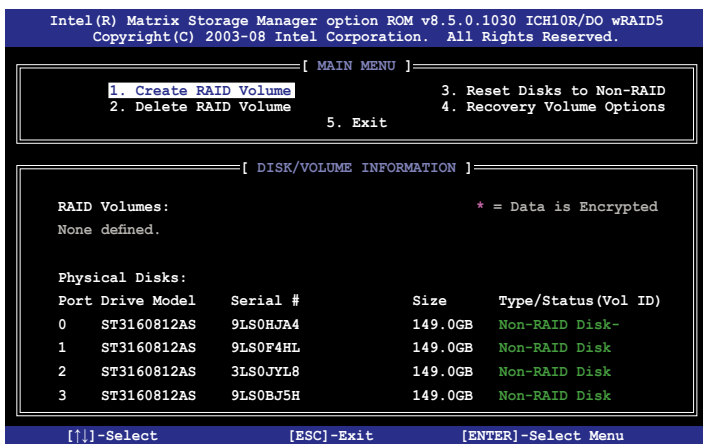 Intel(R) Matrix Storage Manager option ROM v8.5.0.1030 ICH10R/DO wRAID5
Copyright(C) 2003-08 Intel Corporation. All Rights Reserved.
[ MAIN MENU ]
1. Create RAID Volume 3. Reset Disks to Non-RAID
2. Delete RAID Volume 4. Recovery Volume Options
5. Exit
[ DISK/VOLUME INFORMATION ]
RAID Volumes: * = Data is Encrypted
None defined.
Physical Disks:
Port Drive Model Serial # Size Type/Status(Vol ID)
0 ST3160812AS 9LS0HJA4 149.0GB Non-RAID Disk-
1 ST3160812AS 9LS0F4HL 149.0GB Non-RAID Disk
2 ST3160812AS 3LS0JYL8 149.0GB Non-RAID Disk
3 ST3160812AS 9LS0BJ5H 149.0GB Non-RAID Disk
[↑↓]-Select [ESC]-Exit [ENTER]-Select Menu